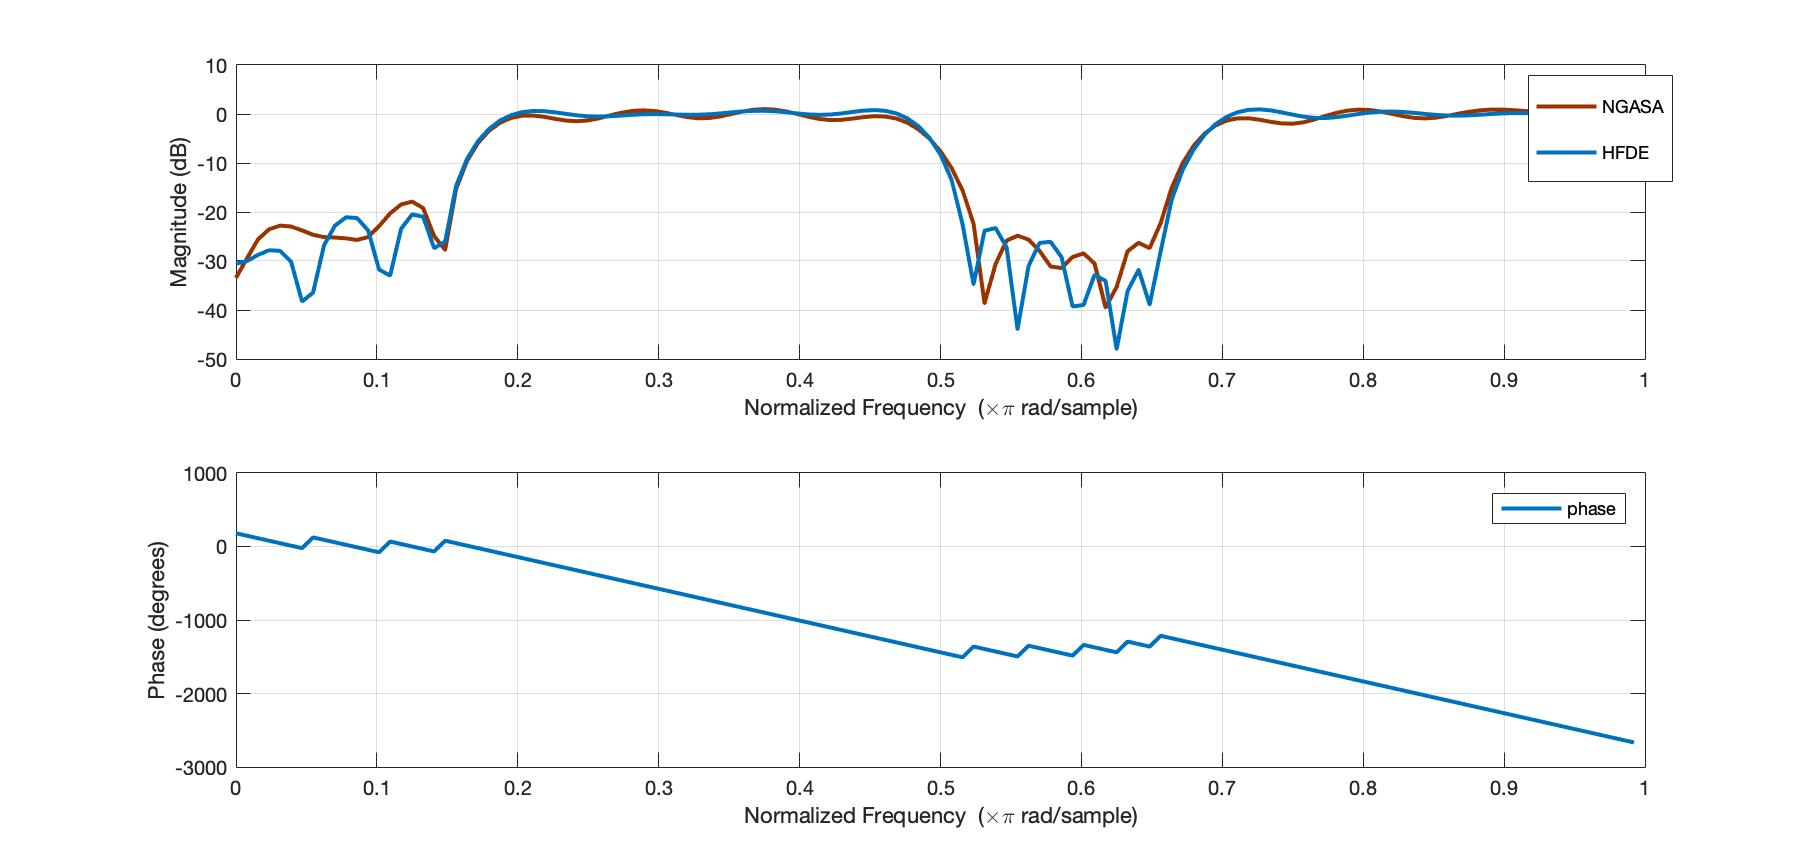 10
0
-10
-20
-30
-40
-50
Magnitude (dB)
0 0.1 0.2 0.3 0.4 0.5 0.6 0.7 0.8 0.9 1
Normalized Frequency (×π rad/sample)
NGASA
HFDE
1000
0
-1000
-2000
-3000
Phase (degrees)
0 0.1 0.2 0.3 0.4 0.5 0.6 0.7 0.8 0.9 1
Normalized Frequency (×π rad/sample)
phase